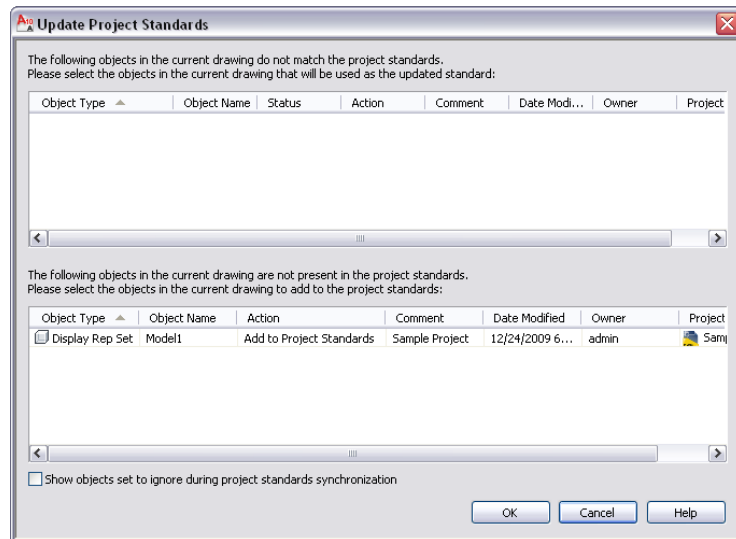 Update Project Standards
The following objects in the current drawing do not match the project standards.
Please select the objects in the current drawing that will be used as the updated standard:
Object Type Object Name Status Action Comment Date Modi... Owner Project
The following objects in the current drawing are not present in the project standards.
Please select the objects in the current drawing to add to the project standards:
Object Type Object Name Action Comment Date Modified Owner Project
Display Rep Set Model1 Add to Project Standards Sample Project 12/24/2009 6... admin Sam
Show objects set to ignore during project standards synchronization
OK Cancel Help